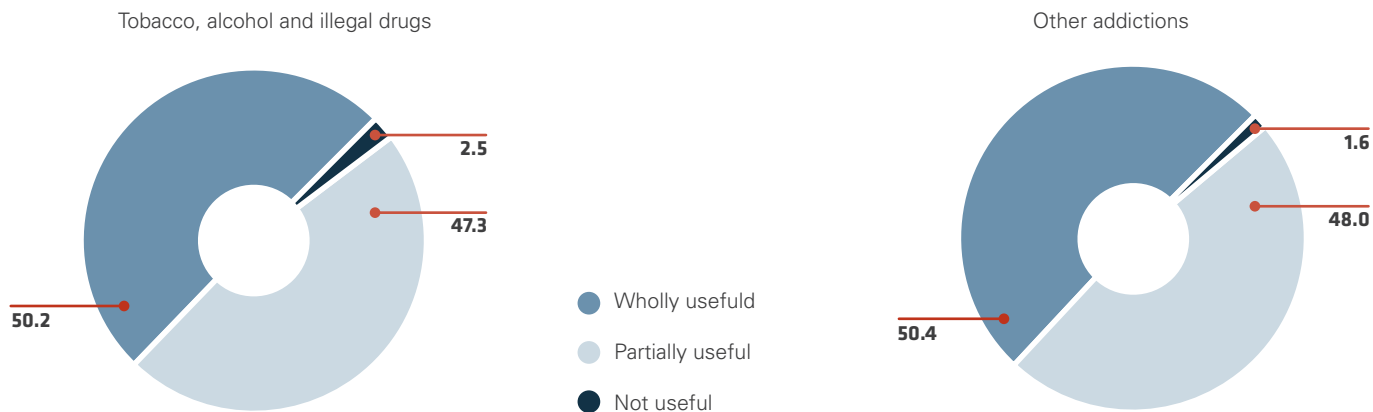 Tobacco, alcohol and illegal drugs
2.5
47.3
50.2
Wholly usefuld
Partially useful
Not useful
Other addictions
1.6
48.0
50.4